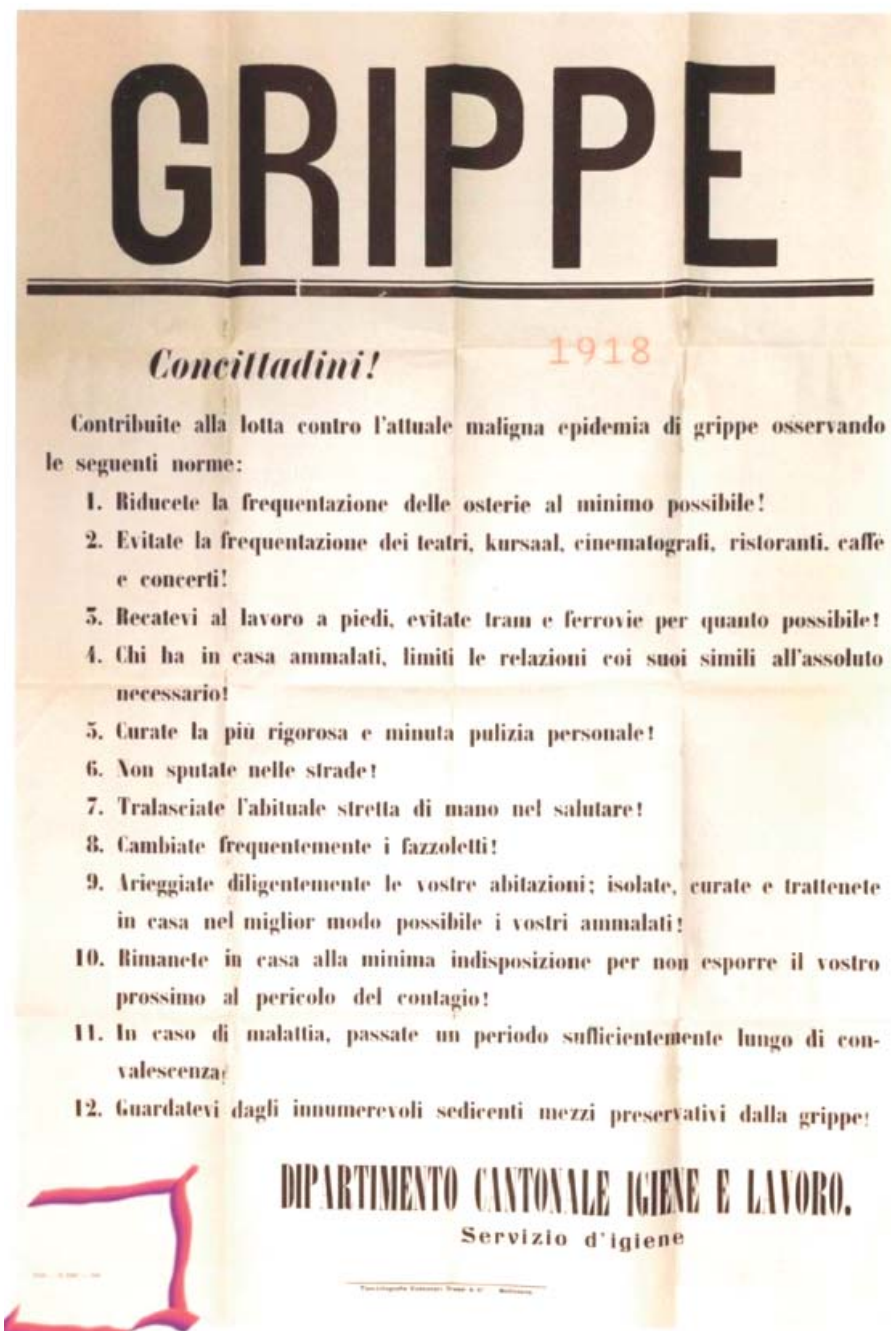 GRIPPE
Concittadini!
1918
Contribuite alla lotta contro l'attuale maligna epidemia di grippe osservando
le seguenti norme:
1. Riducete la frequentazione delle osterie al minimo possibile!
2. Evitate la frequentazione dei teatri, kursaal, cinematografi, ristoranti, caffè
e concerti!
3. Recatevi al lavoro a piedi, evitate tram e ferrovie per quanto possibile!
4. Chi ha in casa ammalati, limiti le relazioni coi suoi simili all'assoluto
necessario!
5. Curate la più rigorosa e minuta pulizia personale!
6. Non sputate nelle strade!
7. Tralasciate l'abituale stretta di mano nel salutare!
8. Cambiate frequentemente i fazzoletti!
9. Arieggiate diligentemente le vostre abitazioni; isolate, curate e trattenete
in casa nel miglior modo possibile i vostri ammalati!
10. Rimanete in casa alla minima indisposizione per non esporre il vostro
prossimo al pericolo del contagio!
11. In caso di malattia, passate un periodo sufficientemente lungo di con-
valescenza!
12. Guardatevi dagli innumerevoli sedicenti mezzi preservativi dalla grippe!
DIPARTIMENTO CANTONALE IGIENE E LAVORO.
Servizio d'igiene